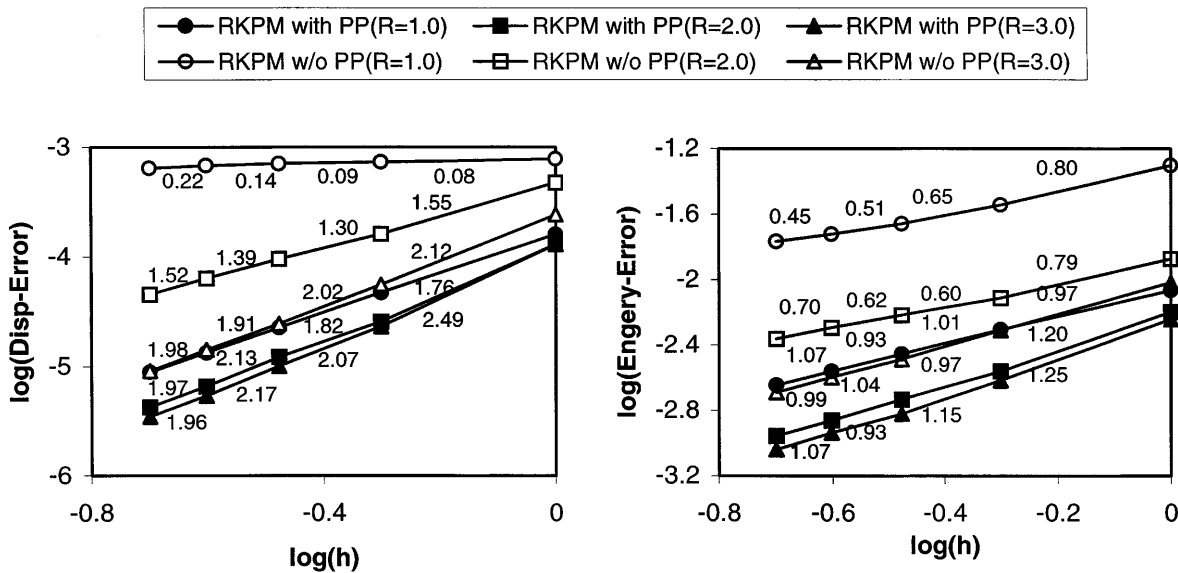 RKPM with PP(R=1.0) RKPM with PP(R=2.0) RKPM with PP(R=3.0)
RKPM w/o PP(R=1.0) RKPM w/o PP(R=2.0) RKPM w/o PP(R=3.0)
log(Disp-Error)
-3
-4
-5
-6
0.22 0.14 0.09 0.08
1.52 1.39 1.30 1.55
1.98 1.91 2.02 2.12
2.13 1.82 1.76
1.97 2.07 2.49
1.96 2.17
-0.8 -0.4 0
log(h)
log(Engery-Error)
-1.2
-1.6
-2
-2.4
-2.8
-3.2
0.45 0.51 0.65 0.80
0.70 0.62 0.60 0.79
1.07 0.93 1.01 0.97
0.99 1.04 0.97 1.20
1.07 0.93 1.15 1.25
-0.8 -0.6 -0.4 -0.2 0
log(h)